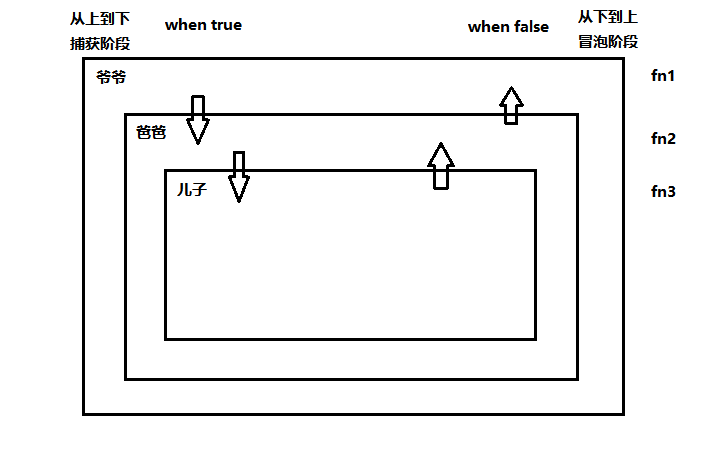 从上到下
捕获阶段
when true
when false
从下到上
冒泡阶段
爷爷
fn1
爸爸
fn2
儿子
fn3